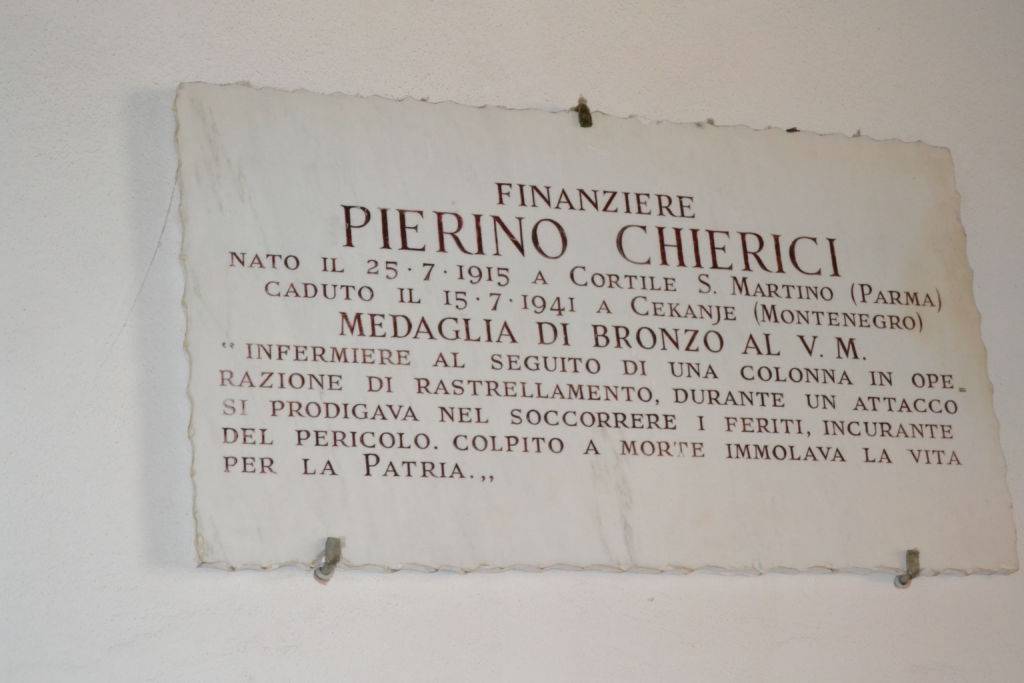 FINANZIERE
PIERINO CHIERICI
NATO IL 25·7·1915 A CORTILE S. MARTINO (PARMA)
CADUTO IL 15·7·1941 A CEKANJE (MONTENEGRO)
MEDAGLIA DI BRONZO AL V. M.
“INFERMIERE AL SEGUITO DI UNA COLONNA IN OPE=
RAZIONE DI RASTRELLAMENTO, DURANTE UN ATTACCO
SI PRODIGAVA NEL SOCCORRERE I FERITI, INCURANTE
DEL PERICOLO. COLPITO A MORTE IMMOLAVA LA VITA
PER LA PATRIA.„